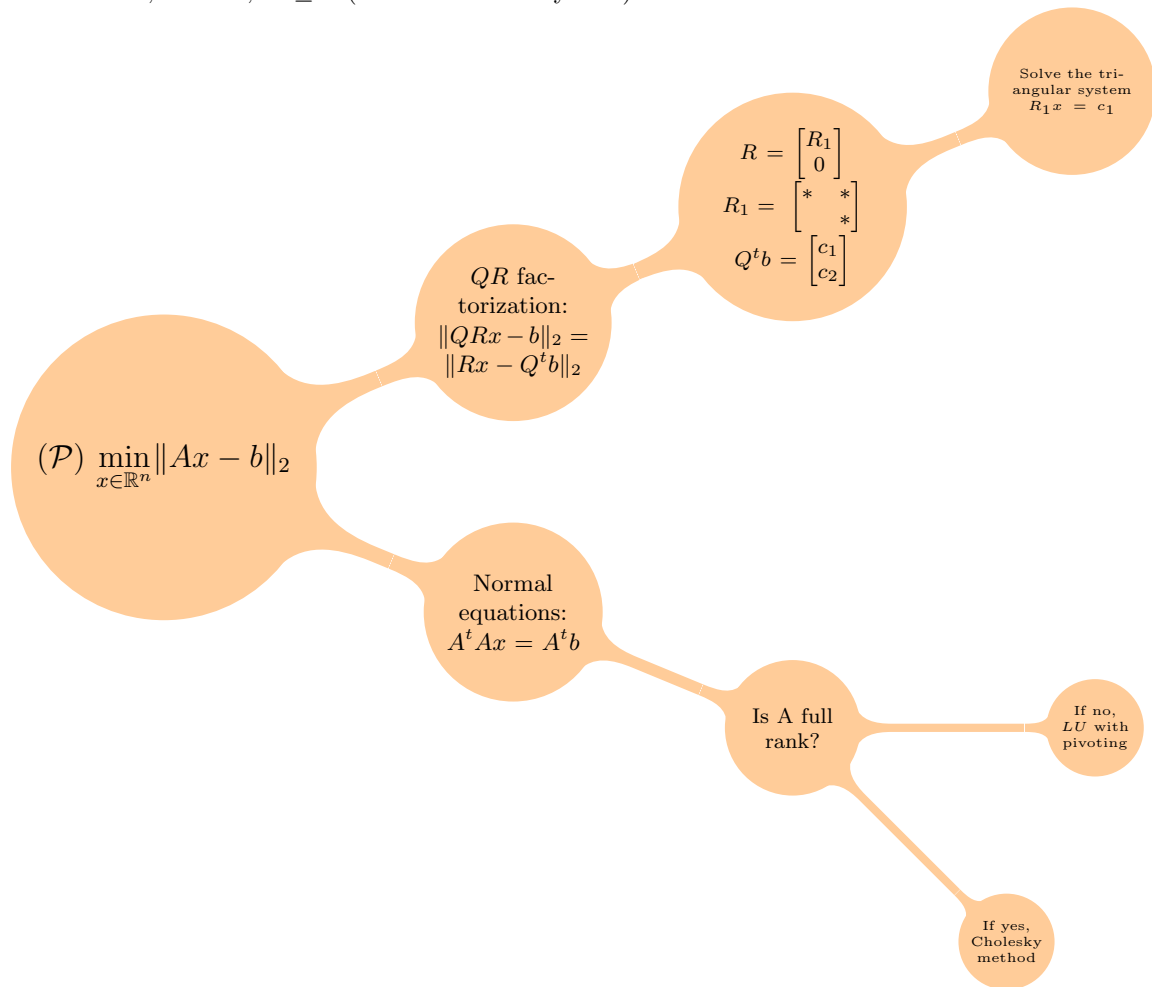 Solve the tri-
angular system
R₁x = c₁
R = [R₁ 0]
R₁ = [* * *]
Qᵗb = [c₁ c₂]
QR fac-
torization:
‖QRx − b‖₂ =
‖Rx − Qᵗb‖₂
(𝒫) min x∈ℝⁿ ‖Ax − b‖₂
Normal
equations:
AᵗAx = Aᵗb
Is A full
rank?
If no,
LU with
pivoting
If yes,
Cholesky
method